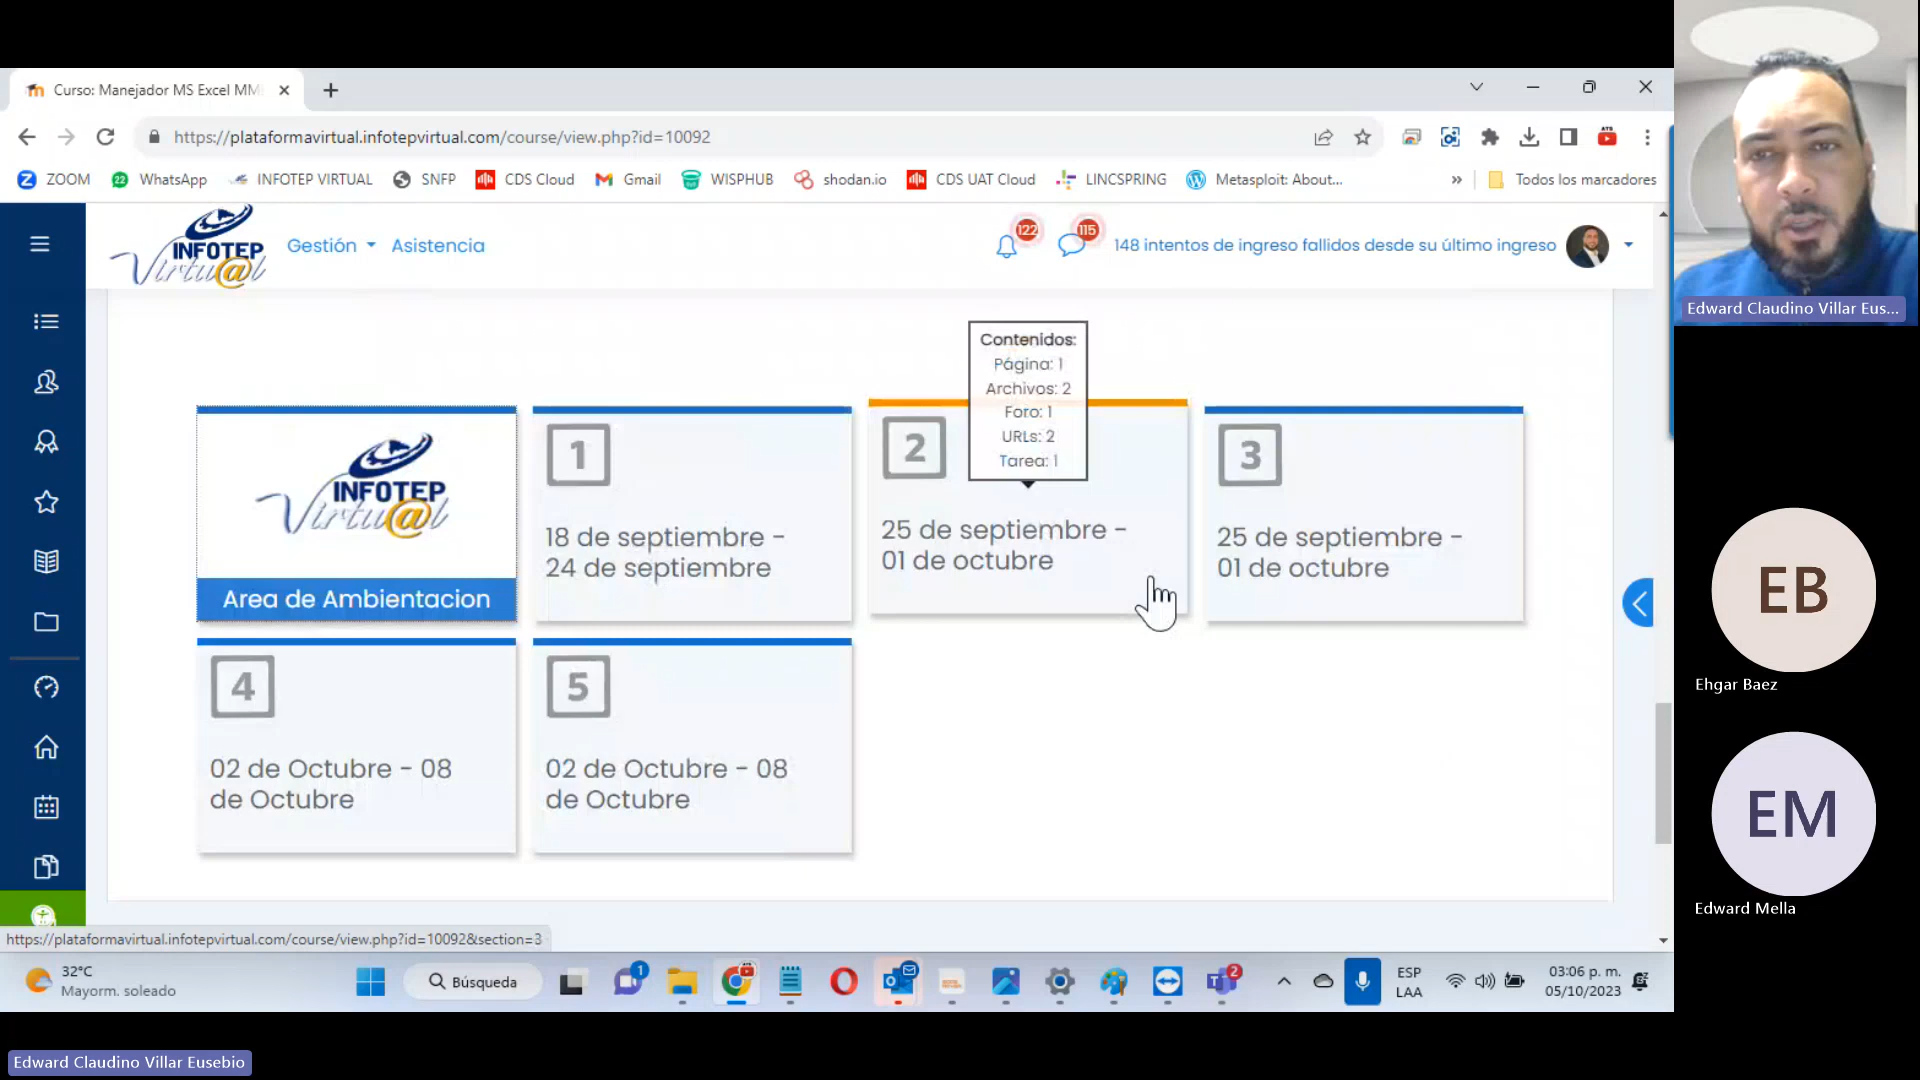 Curso: Manejador MS Excel MM
https://plataformavirtual.infotepvirtual.com/course/view.php?id=10092
ZOOM
WhatsApp
INFOTEP VIRTUAL
SNFP
CDS Cloud
Gmail
WISPHUB
shodan.io
CDS UAT Cloud
LINCSPRING
Metasploit: About...
»
Todos los marcadores
INFOTEP
Virtu@l
Gestión
Asistencia
122
115
148 intentos de ingreso fallidos desde su último ingreso
Contenidos:
Página: 1
Archivos: 2
Foro: 1
URLs: 2
Tarea: 1
INFOTEP
Virtu@l
Area de Ambientacion
1
18 de septiembre -
24 de septiembre
2
25 de septiembre -
01 de octubre
3
25 de septiembre -
01 de octubre
4
02 de Octubre - 08
de Octubre
5
02 de Octubre - 08
de Octubre
https://plataformavirtual.infotepvirtual.com/course/view.php?id=10092&section=3
32°C
Mayorm. soleado
Búsqueda
1
2
ESP
LAA
03:06 p. m.
05/10/2023
Edward Claudino Villar Eus...
EB
Ehgar Baez
EM
Edward Mella
Edward Claudino Villar Eusebio